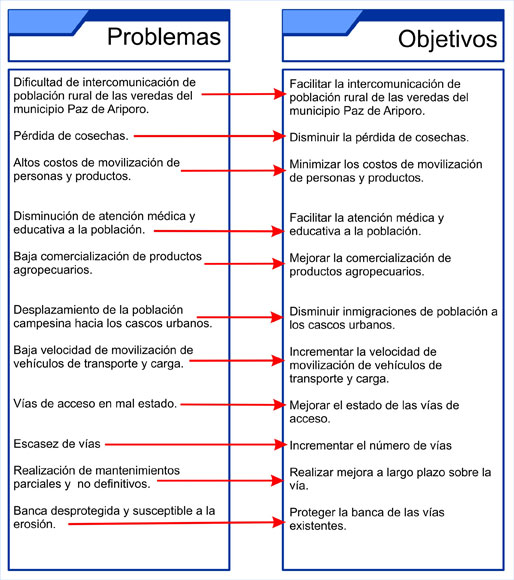 Problemas
Dificultad de intercomunicación de
población rural de las veredas del
municipio Paz de Ariporo.
Pérdida de cosechas.
Altos costos de movilización de
personas y productos.
Disminución de atención médica y
educativa a la población.
Baja comercialización de productos
agropecuarios.
Desplazamiento de la población
campesina hacia los cascos urbanos.
Baja velocidad de movilización de
vehículos de transporte y carga.
Vías de acceso en mal estado.
Escasez de vías
Realización de mantenimientos
parciales y no definitivos.
Banca desprotegida y susceptible a la
erosión.
Objetivos
Facilitar la intercomunicación de
población rural de las veredas del
municipio Paz de Ariporo.
Disminuir la pérdida de cosechas.
Minimizar los costos de movilización
de personas y productos.
Facilitar la atención médica y
educativa a la población.
Mejorar la comercialización de
productos agropecuarios.
Disminuir inmigraciones de población a
los cascos urbanos.
Incrementar la velocidad de
movilización de vehículos de
transporte y carga.
Mejorar el estado de las vías de
acceso.
Incrementar el número de vías
Realizar mejora a largo plazo sobre la
vía.
Proteger la banca de las vías
existentes.